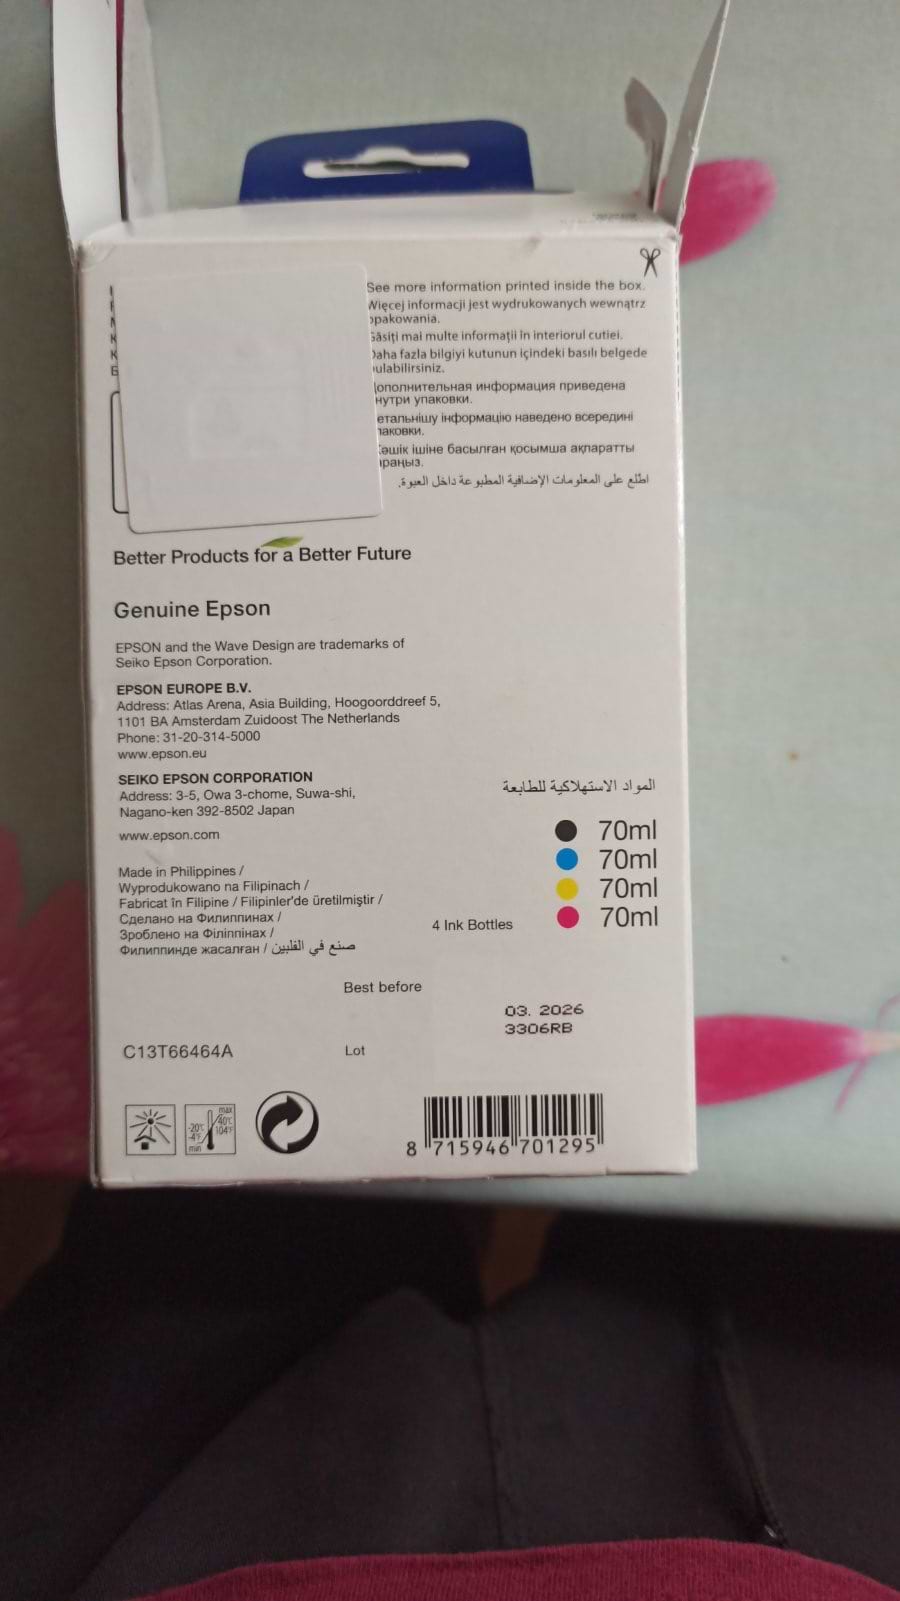 See more information printed inside the box.
Więcej informacji jest wydrukowanych wewnątrz
opakowania.
Găsiți mai multe informații în interiorul cutiei.
Daha fazla bilgiyi kutunun içindeki basılı belgede
bulabilirsiniz.
Дополнительная информация приведена
внутри упаковки.
Детальнішу інформацію наведено всередині
паковки.
Қәшік ішіне басылған қосымша ақпаратты
қараңыз.
اطّلع على المعلومات الإضافية المطبوعة داخل العبوة.
Better Products for a Better Future
Genuine Epson
EPSON and the Wave Design are trademarks of
Seiko Epson Corporation.
EPSON EUROPE B.V.
Address: Atlas Arena, Asia Building, Hoogoorddreef 5,
1101 BA Amsterdam Zuidoost The Netherlands
Phone: 31-20-314-5000
www.epson.eu
SEIKO EPSON CORPORATION
Address: 3-5, Owa 3-chome, Suwa-shi,
Nagano-ken 392-8502 Japan
www.epson.com
المواد الاستهلاكية للطابعة
70ml
70ml
70ml
70ml
4 Ink Bottles
Made in Philippines /
Wyprodukowano na Filipinach /
Fabricat în Filipine / Filipinler'de üretilmiştir /
Сделано на Филиппинах /
Зроблено на Філіппінах /
Филиппинде жасалған / صنع في الفلبين
Best before
03. 2026
3306RB
C13T66464A
Lot
max
40°C
104°F
-20°C
-4°F
min
8 715946 701295